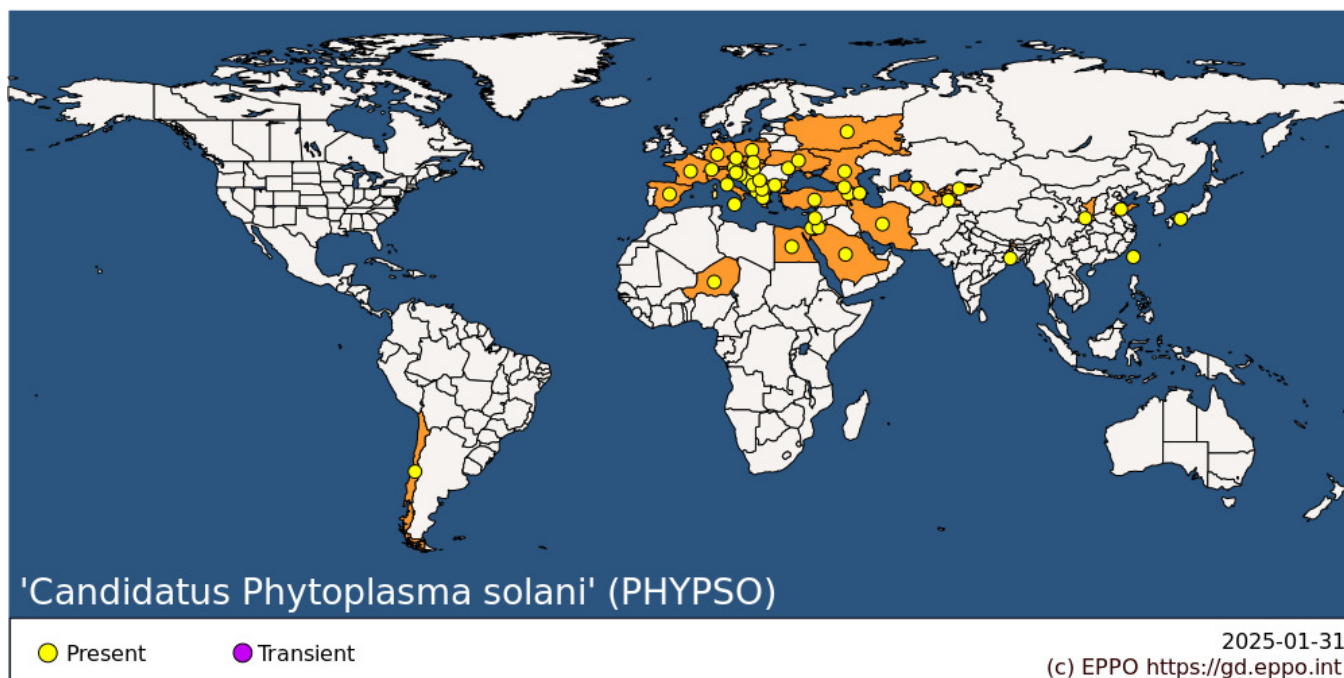 'Candidatus Phytoplasma solani' (PHYPSO)
Present
Transient
2025-01-31
(c) EPPO https://gd.eppo.int